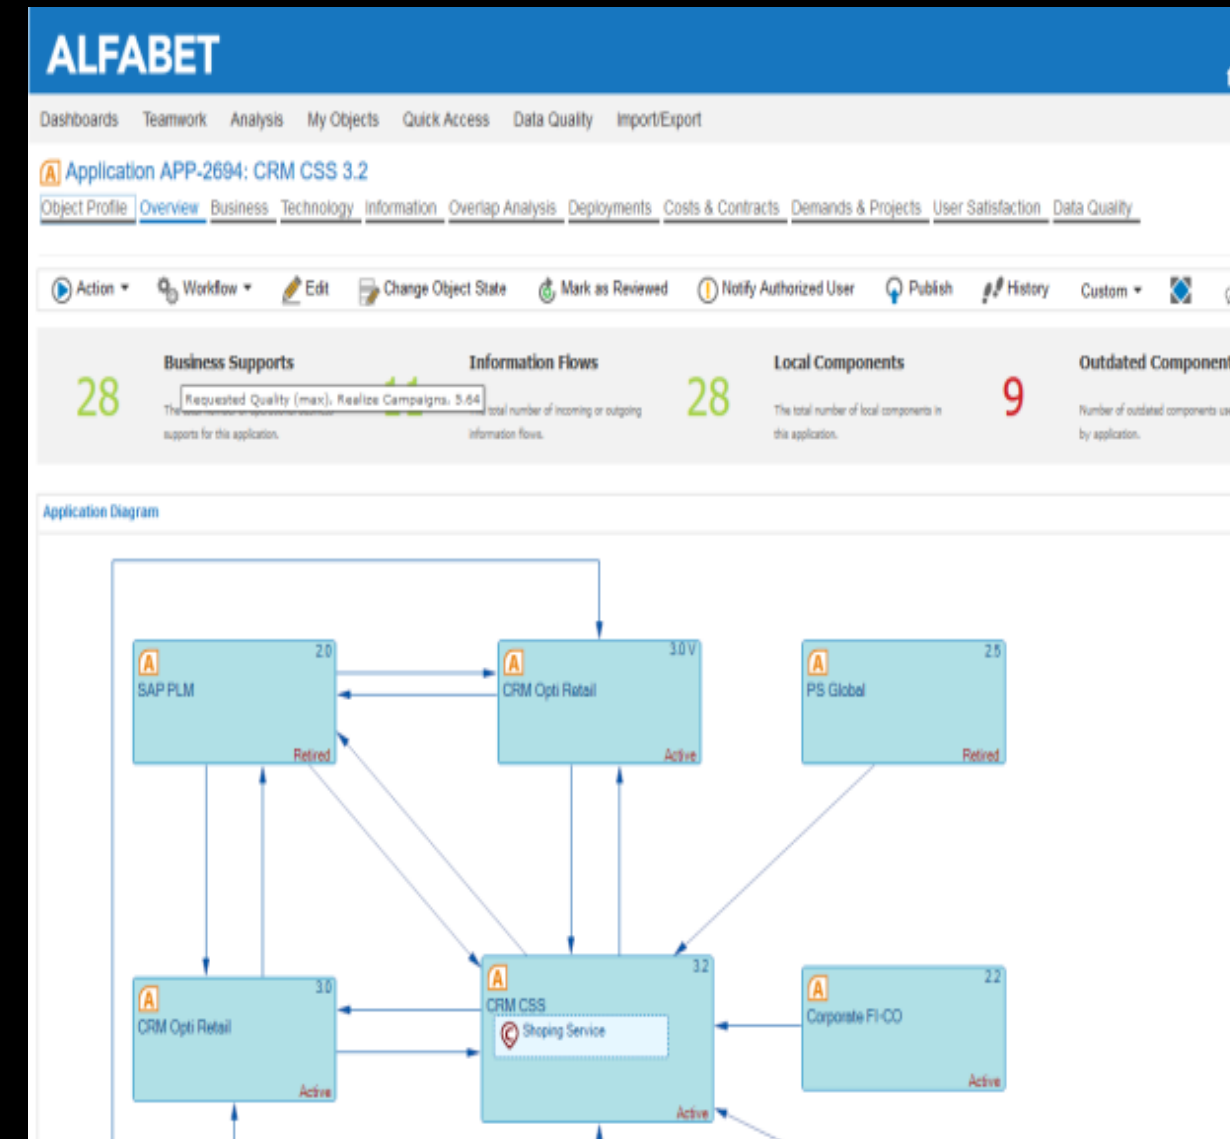 ALFABET
Dashboards Teamwork Analysis My Objects Quick Access Data Quality Import/Export
A Application APP-2694: CRM CSS 3.2
Object Profile Overview Business Technology Information Overlap Analysis Deployments Costs & Contracts Demands & Projects User Satisfaction Data Quality
Action Workflow Edit Change Object State Mark as Reviewed Notify Authorized User Publish History Custom
28 Business Supports
Requested Quality (max), Realize Campaigns, 3.64
supports for this application.
11 Information Flows
total number of incoming or outgoing
information flows.
28 Local Components
The total number of local components in
this application.
9 Outdated Component
Number of outdated components
by application.
Application Diagram
A 2.0
SAP PLM
Retired
A 3.0 V
CRM Opti Retail
Active
A 2.5
PS Global
Retired
A 3.0
CRM Opti Retail
Active
A 3.2
CRM CSS
C Shoping Service
Active
A 2.2
Corporate FI-CO
Active